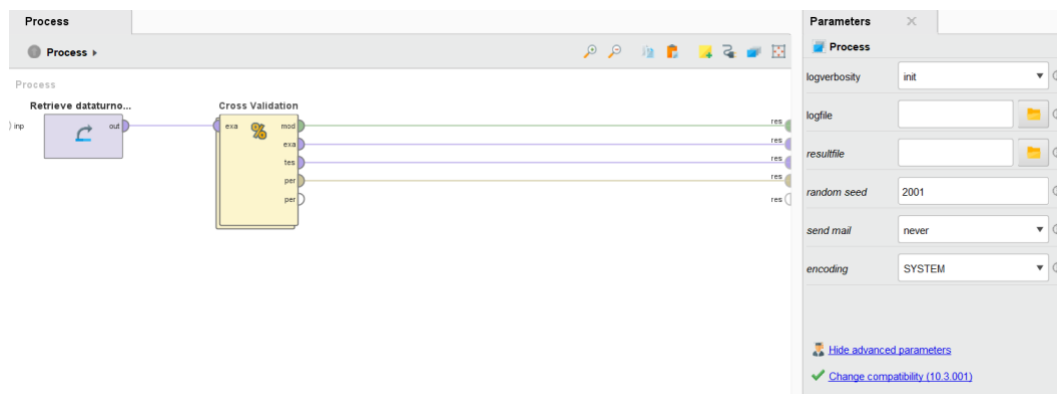 Process
Process
Process
Retrieve dataturno...
inp
out
Cross Validation
exa
mod
exa
tes
per
per
res
res
res
res
res
Parameters
Process
logverbosity
init
logfile
resultfile
random seed
2001
send mail
never
encoding
SYSTEM
Hide advanced parameters
Change compatibility (10.3.001)